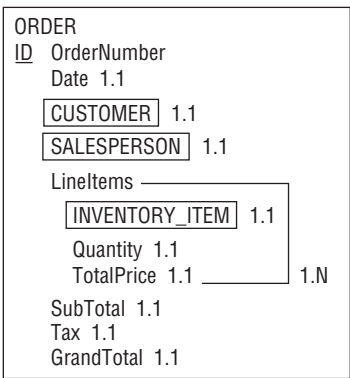 ORDER
ID OrderNumber
Date 1.1
CUSTOMER 1.1
SALESPERSON 1.1
LineItems
INVENTORY_ITEM 1.1
Quantity 1.1
TotalPrice 1.1 1.N
SubTotal 1.1
Tax 1.1
GrandTotal 1.1